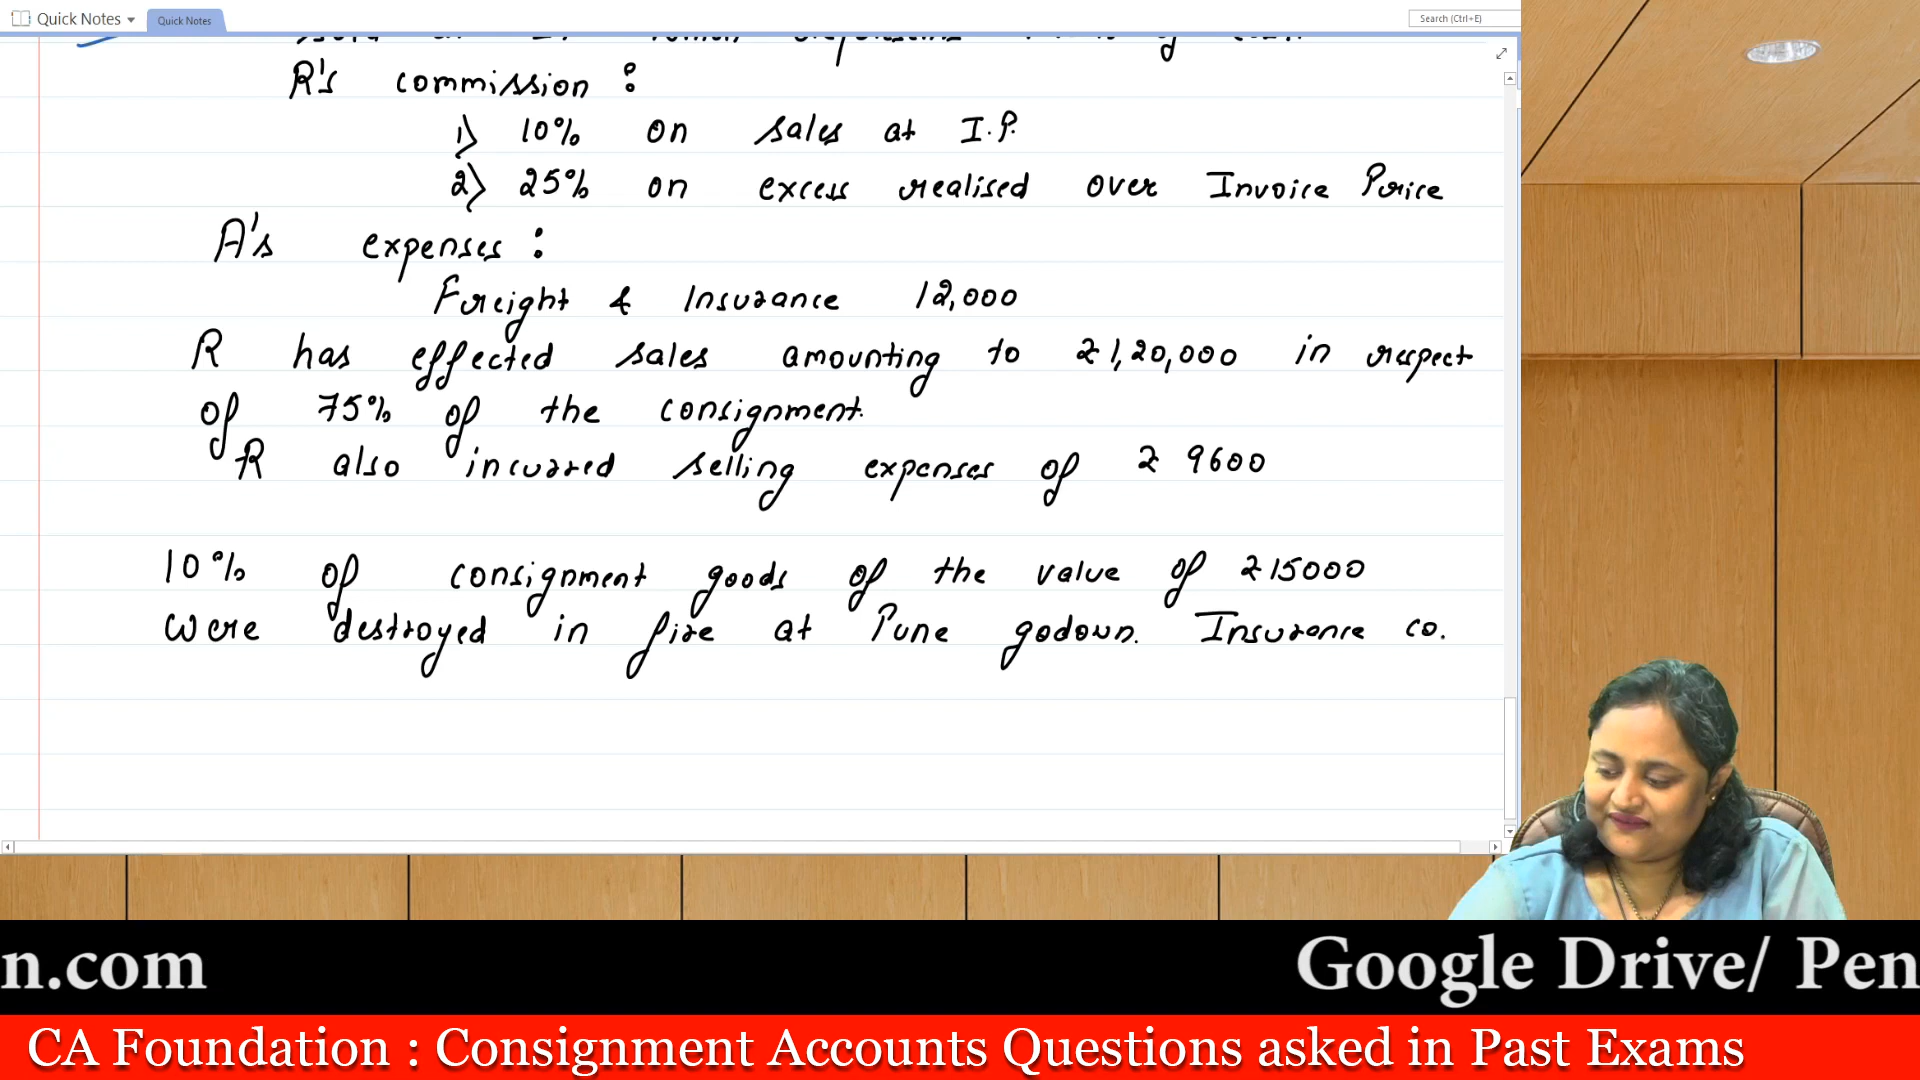 Quick Notes
Quick Notes
Search (Ctrl+E)
R's commission :
1) 10% on sales at I.P.
2) 25% on excess realised over Invoice Price
A's expenses :
Freight & Insurance 12,000
R has effected sales amounting to ₹1,20,000 in respect
of 75% of the consignment.
R also incurred selling expenses of ₹ 9600
10% of consignment goods of the value of ₹15000
were destroyed in fire at Pune godown. Insurance co.
n.com
Google Drive/ Pen
CA Foundation : Consignment Accounts Questions asked in Past Exams